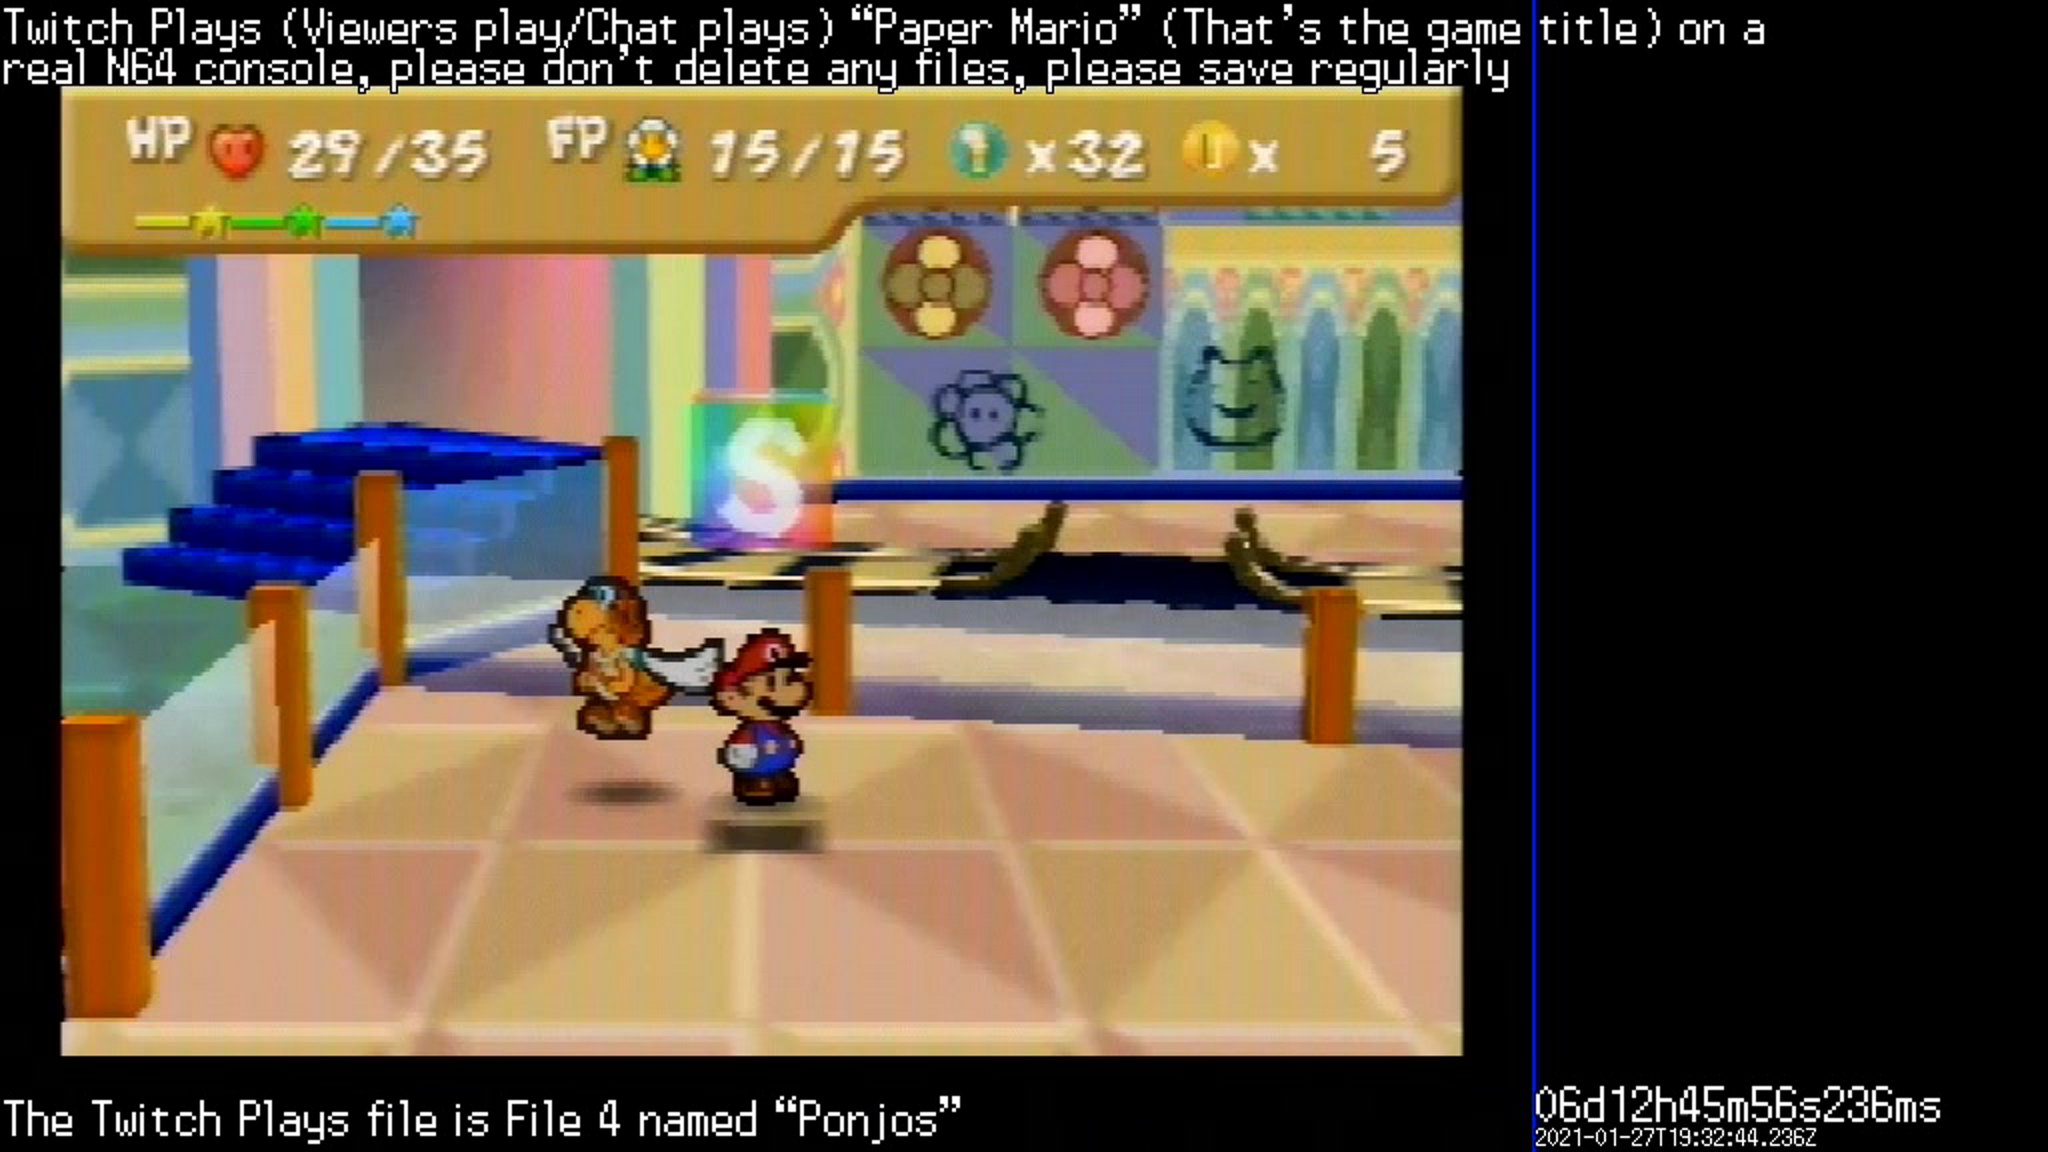 Twitch Plays (Viewers play/Chat plays) “Paper Mario” (That's the game title) on a
real N64 console, please don't delete any files, please save regularly
HP 29/35 FP 15/15 x32 x 5
S
The Twitch Plays file is File 4 named “Ponjos”
06d12h45m56s236ms
2021-01-27T19:32:44.236Z